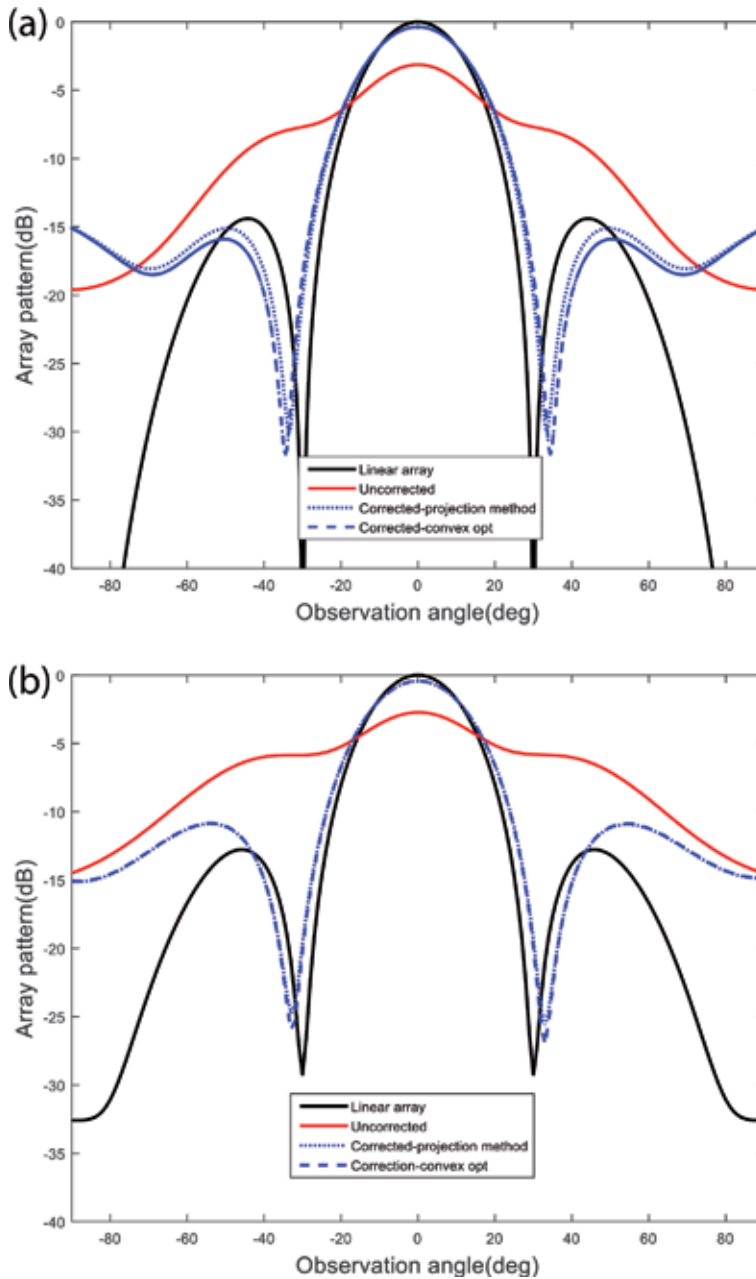 (a)
0
-5
-10
-15
-20
-25
-30
-35
-40
Array pattern(dB)
Linear array
Uncorrected
Corrected-projection method
Corrected-convex opt
-80 -60 -40 -20 0 20 40 60 80
Observation angle(deg)
(b)
0
-5
-10
-15
-20
-25
-30
-35
-40
Array pattern(dB)
Linear array
Uncorrected
Corrected-projection method
Correction-convex opt
-80 -60 -40 -20 0 20 40 60 80
Observation angle(deg)